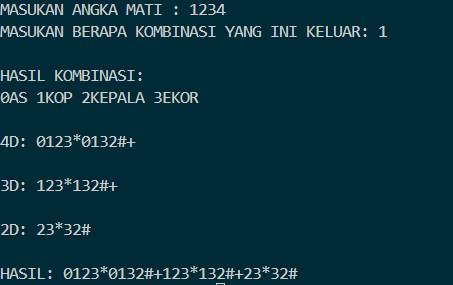 MASUKAN ANGKA MATI : 1234
MASUKAN BERAPA KOMBINASI YANG INI KELUAR: 1
HASIL KOMBINASI:
0AS 1KOP 2KEPALA 3EKOR
4D: 0123*0132#+
3D: 123*132#+
2D: 23*32#
HASIL: 0123*0132#+123*132#+23*32#